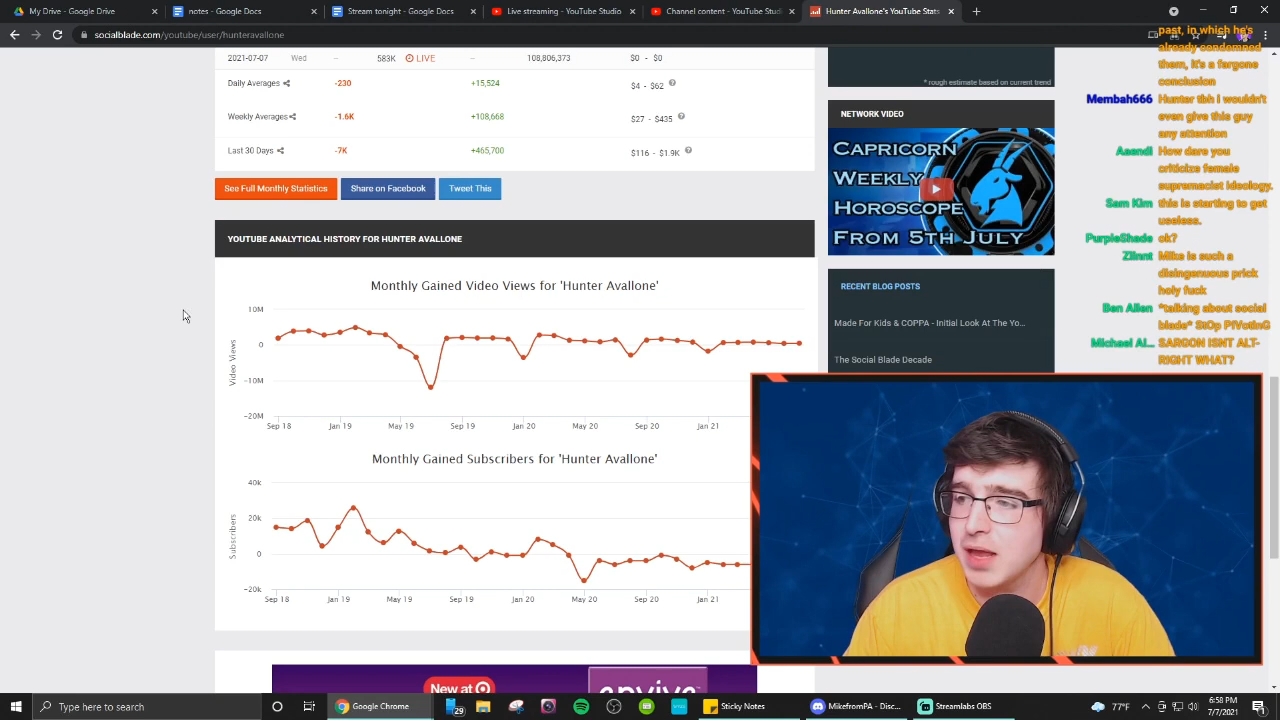 My Drive - Google Drive
notes - Google Docs
Stream tonight - Google Docs
Live streaming - YouTube Studio
Channel content - YouTube Studio
socialblade.com/youtube/user/hunteravallone
2021-07-07 Wed -- 583K LIVE -- 108,806,373 $0 - $0
Daily Averages -230 +15,524 $4 - $62
Weekly Averages -1.6K +108,668 $27 - $435
Last 30 Days -7K +465,700 $116 - $1.9K
See Full Monthly Statistics Share on Facebook Tweet This
YOUTUBE ANALYTICAL HISTORY FOR HUNTER AVALLONE
Monthly Gained Video Views for 'Hunter Avallone'
Video Views
10M
0
-10M
-20M
Sep 18 Jan 19 May 19 Sep 19 Jan 20 May 20 Sep 20 Jan 21
Monthly Gained Subscribers for 'Hunter Avallone'
Subscribers
40k
20k
0
-20k
Sep 18 Jan 19 May 19 Sep 19 Jan 20 May 20 Sep 20 Jan 21
New at
* rough estimate based on current trend
NETWORK VIDEO
CAPRICORN
WEEKLY
HOROSCOPE
FROM 5TH JULY
RECENT BLOG POSTS
Made For Kids & COPPA - Initial Look At The Yo...
The Social Blade Decade
past, in which he's
already condemned
them, it's a fargone
conclusion
Membah666 Hunter tbh I wouldn't
even give this guy
any attention
Aaendi How dare you
criticize female
supremacist ideology.
Sam Kim this is starting to get
useless.
PurpleShade ok?
Zlinnt Mike is such a
disingenuous prick
holy fuck
Ben Allen *talking about social
blade* StOp PiVotinG
Michael Al... SARGON ISNT ALT-
RIGHT WHAT?
Type here to search
Google Chrome
29
Sticky Notes
MikefromPA - Disc...
Streamlabs OBS
77°F
6:58 PM
7/7/2021